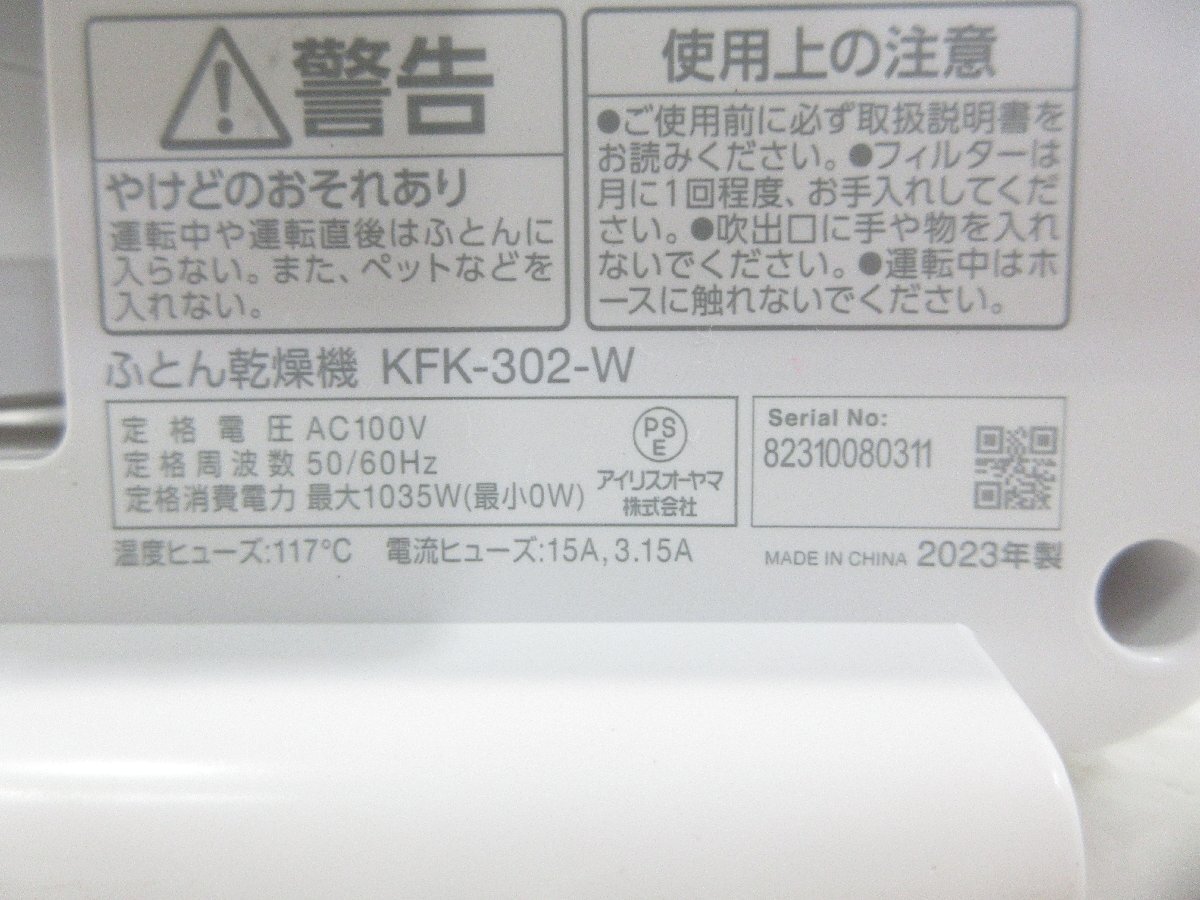 警告
やけどのおそれあり
運転中や運転直後はふとんに
入らない。また、ペットなどを
入れない。
使用上の注意
●ご使用前に必ず取扱説明書を
お読みください。●フィルターは
月に1回程度、お手入れしてくだ
さい。●吹出口に手や物を入れ
ないでください。●運転中はホ
ースに触れないでください。
ふとん乾燥機 KFK-302-W
定格電圧 AC100V
定格周波数 50/60Hz
定格消費電力 最大1035W(最小0W)
PS
E
アイリスオーヤマ
株式会社
Serial No:
82310080311
温度ヒューズ:117℃ 電流ヒューズ:15A,3.15A
MADE IN CHINA 2023年製